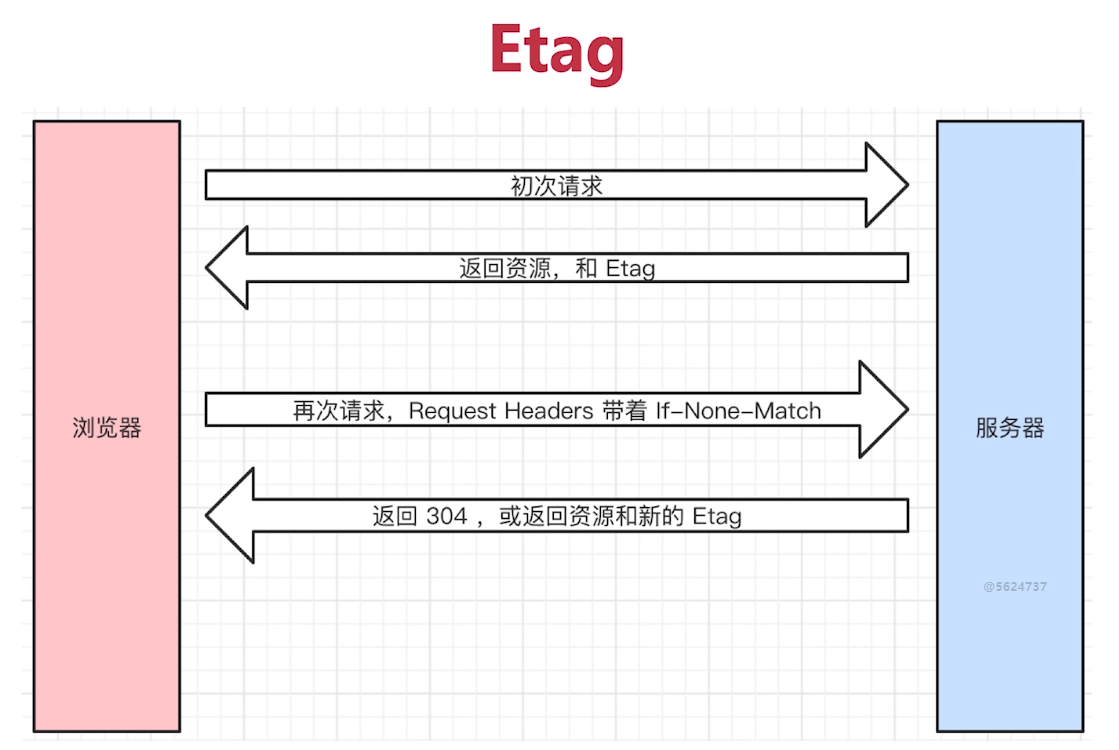 Etag
初次请求
返回资源，和 Etag
再次请求，Request Headers 带着 If-None-Match
浏览器
服务器
返回 304 ，或返回资源和新的 Etag
@5624737